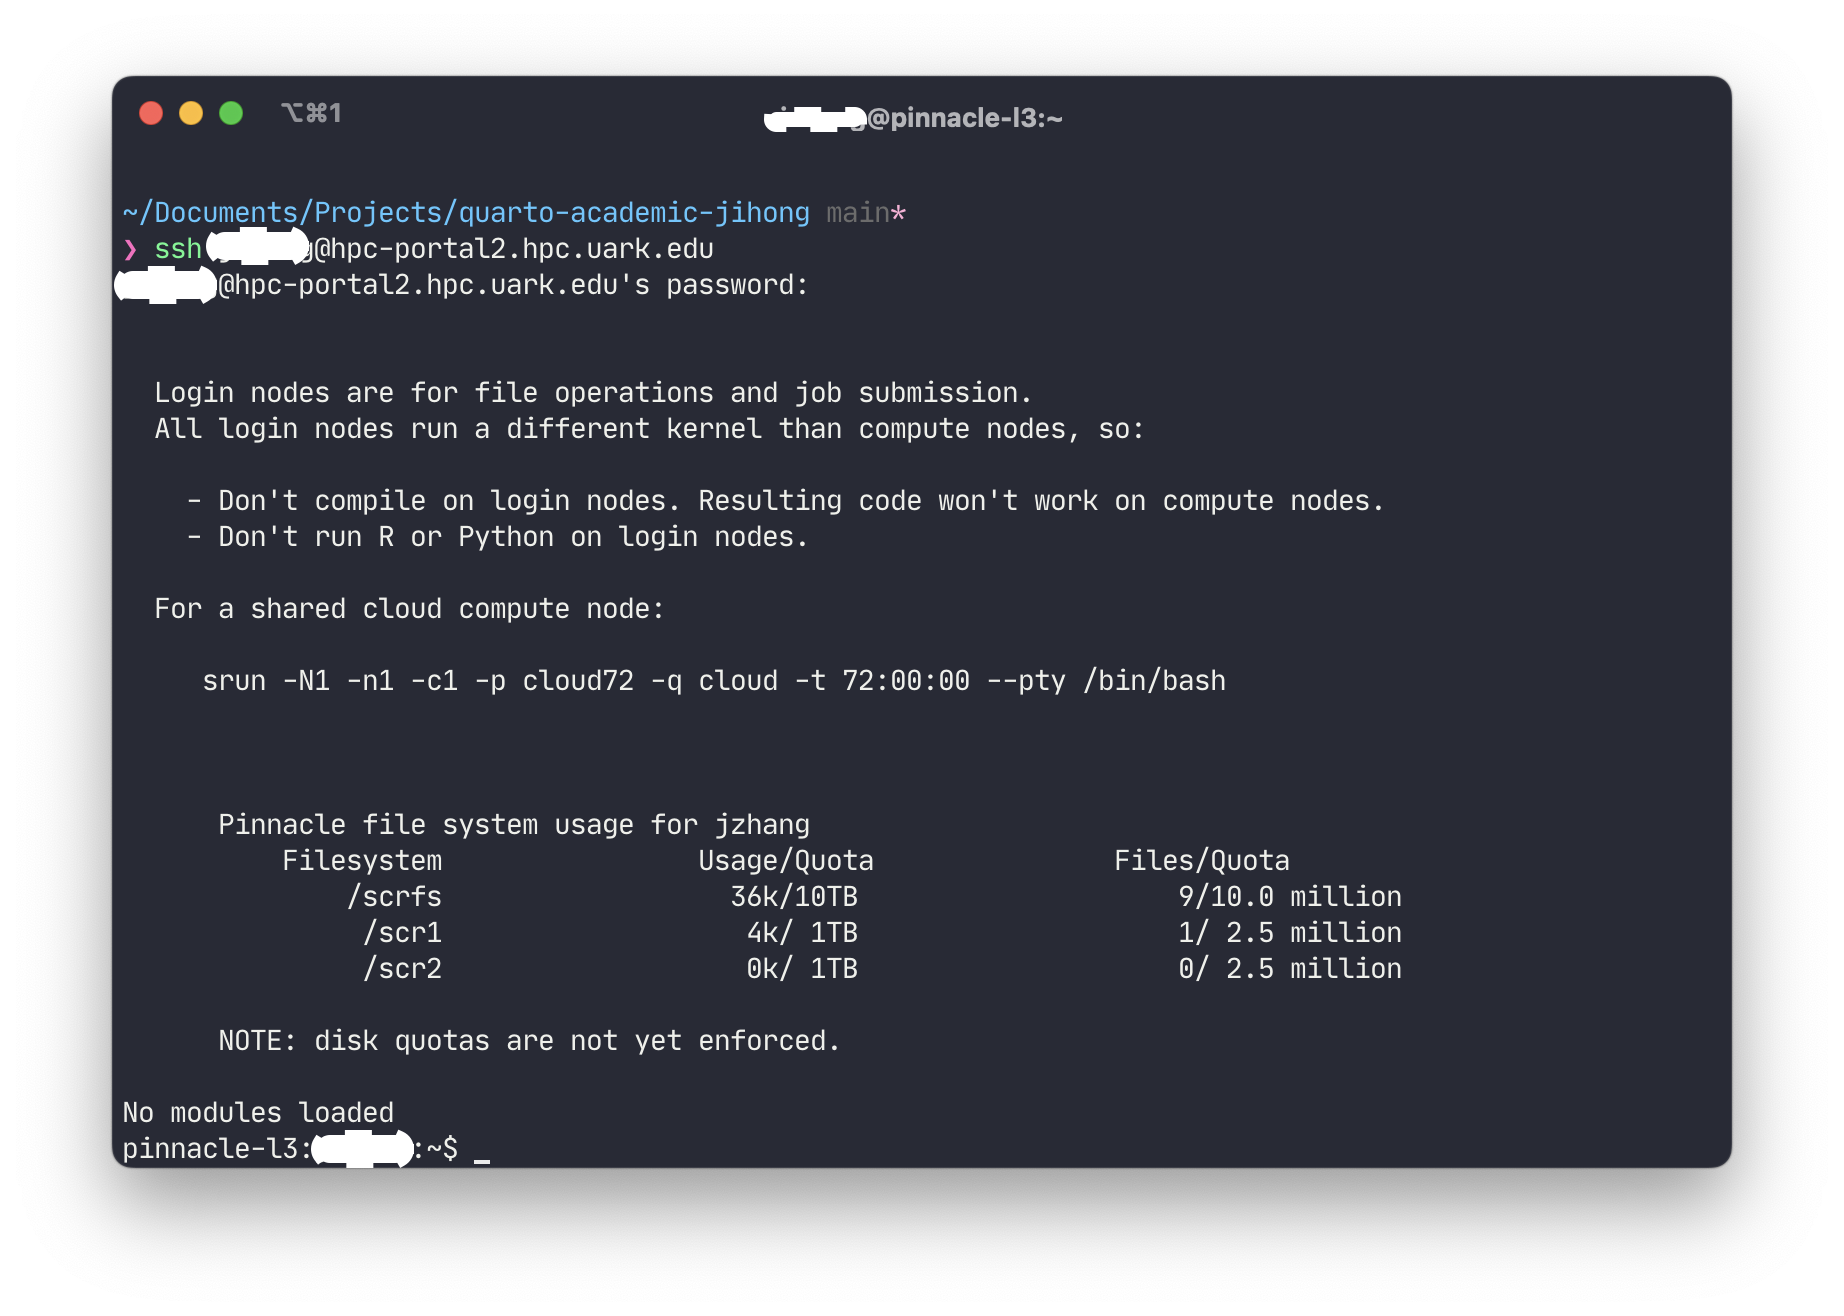 ⌥⌘1
@pinnacle-l3:~
~/Documents/Projects/quarto-academic-jihong main*
❯ ssh @hpc-portal2.hpc.uark.edu
@hpc-portal2.hpc.uark.edu's password:
Login nodes are for file operations and job submission.
All login nodes run a different kernel than compute nodes, so:
- Don't compile on login nodes. Resulting code won't work on compute nodes.
- Don't run R or Python on login nodes.
For a shared cloud compute node:
srun -N1 -n1 -c1 -p cloud72 -q cloud -t 72:00:00 --pty /bin/bash
Pinnacle file system usage for jzhang
Filesystem Usage/Quota Files/Quota
/scrfs 36k/10TB 9/10.0 million
/scr1 4k/ 1TB 1/ 2.5 million
/scr2 0k/ 1TB 0/ 2.5 million
NOTE: disk quotas are not yet enforced.
No modules loaded
pinnacle-l3: :~$ _